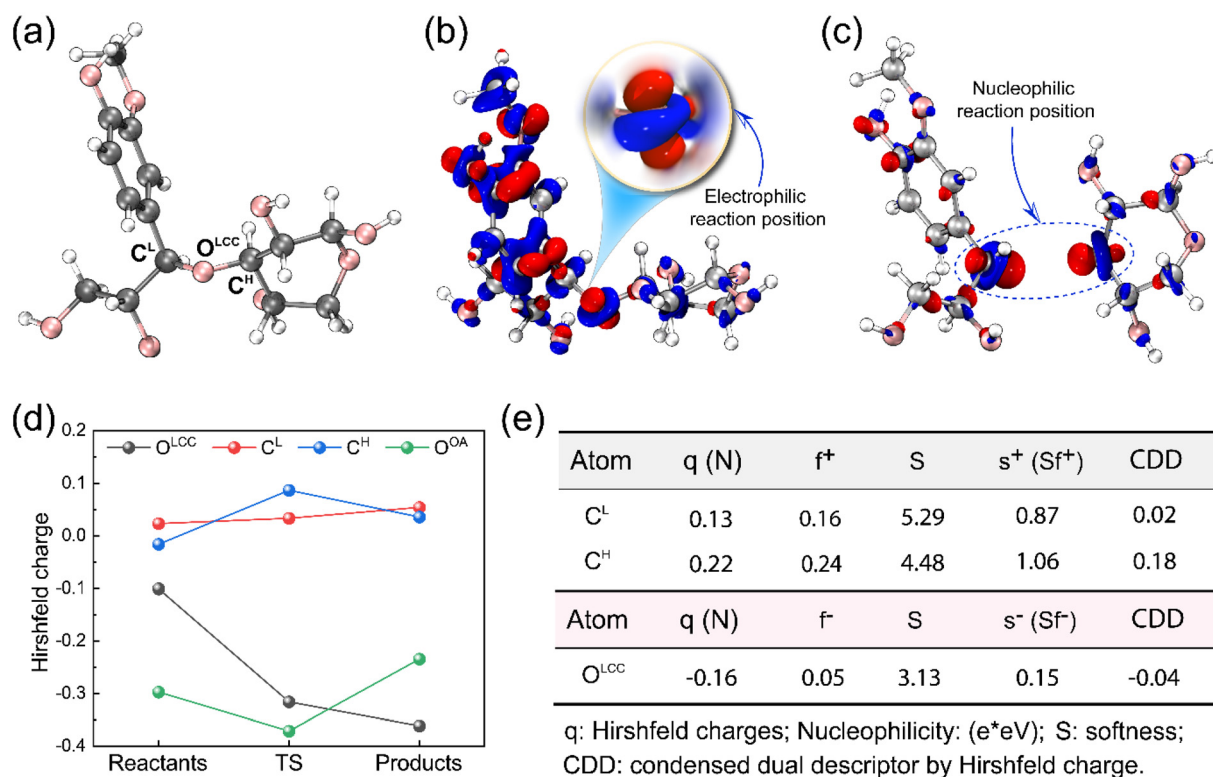 (a)
C^L
O^LCC
C^H
(b)
Electrophilic
reaction position
(c)
Nucleophilic
reaction position
(d)
Hirshfeld charge
0.2
0.1
0.0
-0.1
-0.2
-0.3
-0.4
O^LCC C^L C^H O^OA
Reactants TS Products
(e)
Atom q (N) f^+ S s^+ (Sf^+) CDD
C^L 0.13 0.16 5.29 0.87 0.02
C^H 0.22 0.24 4.48 1.06 0.18
Atom q (N) f^- S s^- (Sf^-) CDD
O^LCC -0.16 0.05 3.13 0.15 -0.04
q: Hirshfeld charges; Nucleophilicity: (e*eV); S: softness;
CDD: condensed dual descriptor by Hirshfeld charge.